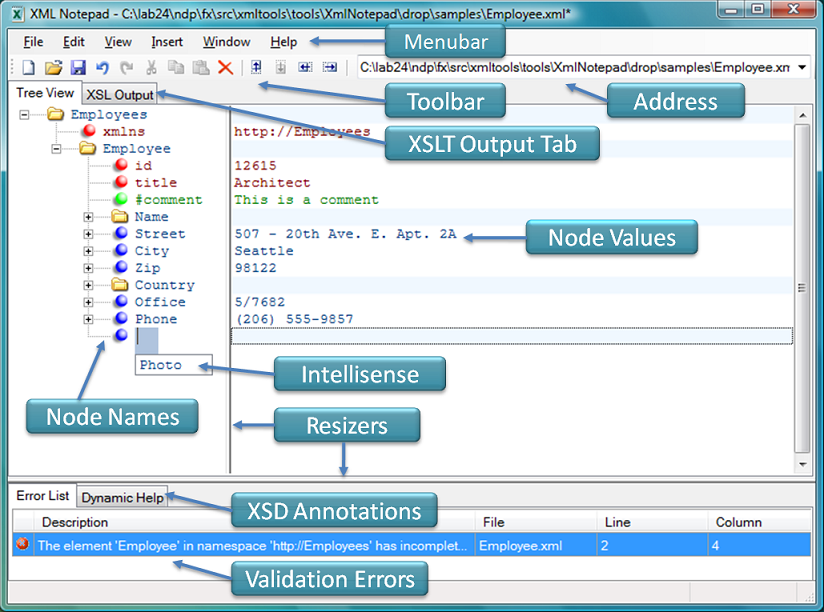 XML Notepad - C:\lab24\ndp\fx\src\xmltools\tools\XmlNotepad\drop\samples\Employee.xml*
File Edit View Insert Window Help
Menubar
C:\lab24\ndp\fx\src\xmltools\tools\XmlNotepad\drop\samples\Employee.xm
Tree View XSL Output
Toolbar
Address
Employees
xmlns http://Employees
XSLT Output Tab
Employee
id 12615
title Architect
#comment This is a comment
Name
Street 507 - 20th Ave. E. Apt. 2A
Node Values
City Seattle
Zip 98122
Country
Office 5/7682
Phone (206) 555-9857
Photo
Intellisense
Node Names
Resizers
Error List Dynamic Help
XSD Annotations
Description File Line Column
The element 'Employee' in namespace 'http://Employees' has incomplet... Employee.xml 2 4
Validation Errors